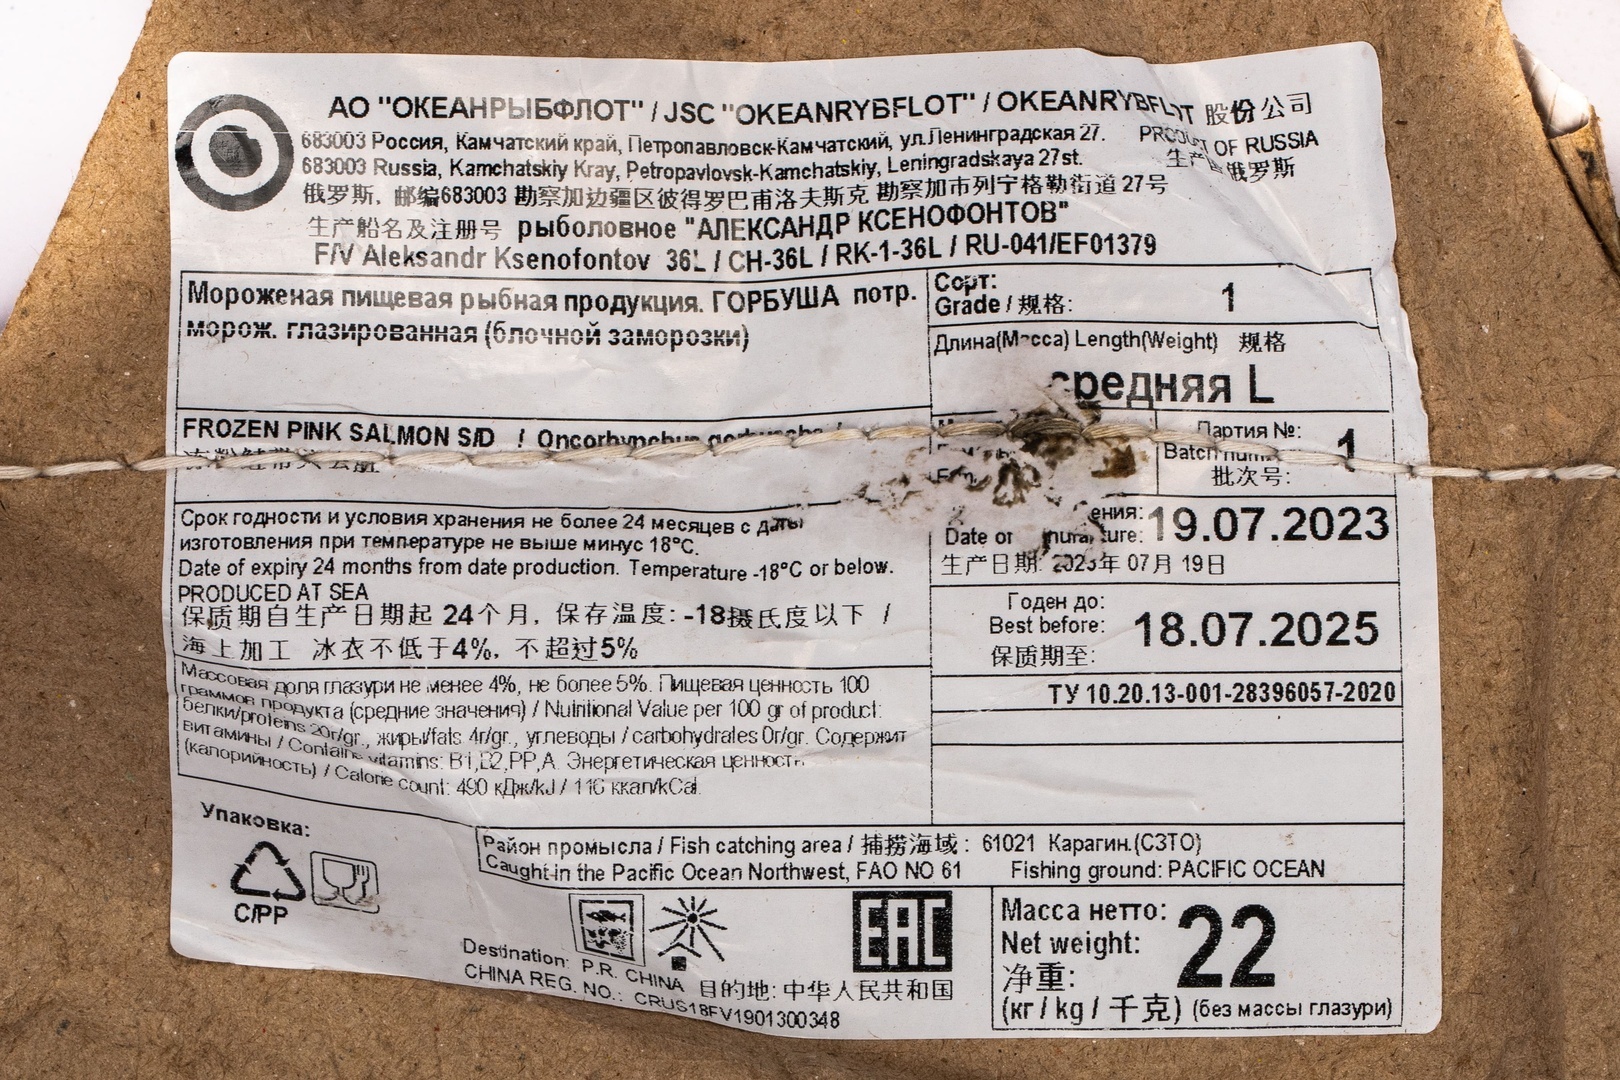 АО "ОКЕАНРЫБФЛОТ" / JSC "OKEANRYBFLOT" / OKEANRYBFLOT 股份公司
683003 Россия, Камчатский край, Петропавловск-Камчатский, ул.Ленинградская 27.
PRODUCT OF RUSSIA
683003 Russia, Kamchatskiy Kray, Petropavlovsk-Kamchatskiy, Leningradskaya 27st.
生产 俄罗斯
俄罗斯, 邮编683003 勘察加边疆区彼得罗巴甫洛夫斯克 勘察加市列宁格勒街道 27号
生产船名及注册号 рыболовное "АЛЕКСАНДР КСЕНОФОНТОВ"
F/V Aleksandr Ksenofontov 36L / CH-36L / RK-1-36L / RU-041/EF01379
Мороженая пищевая рыбная продукция. ГОРБУША потр.
морож. глазированная (блочной заморозки)
Сорт:
Grade / 规格:
1
Длина(Масса) Length(Weight) 规格
средняя L
FROZEN PINK SALMON S/D / Oncorhynchus gorbuscha /
Партия №:
Batch number:
批次号:
1
Срок годности и условия хранения не более 24 месяцев с даты
изготовления при температуре не выше минус 18°C.
Date of expiry 24 months from date production. Temperature -18°C or below.
PRODUCED AT SEA
保质期自生产日期起 24个月, 保存温度: -18摄氏度以下 /
海上加工 冰衣不低于4%, 不超过5%
19.07.2023
生产日期: 2023年 07月 19日
Годен до:
Best before:
保质期至:
18.07.2025
ТУ 10.20.13-001-28396057-2020
Массовая доля глазури не менее 4%, не более 5%. Пищевая ценность 100
граммов продукта (средние значения) / Nutritional Value per 100 gr of product:
белки/proteins 20г/gr., жиры/fats 4г/gr., углеводы / carbohydrates 0г/gr. Содержит
витамины / Contains vitamins: B1,B2,PP,A. Энергетическая ценность
(калорийность) / Calorie count: 490 кДж/kJ / 116 ккал/kCal.
Упаковка:
C/PP
Район промысла / Fish catching area / 捕捞海域 : 61021 Карагин.(СЗТО)
Caught-in the Pacific Ocean Northwest, FAO NO 61 Fishing ground: PACIFIC OCEAN
EAC
Destination: P.R. CHINA 目的地: 中华人民共和国
CHINA REG. NO.: CRUS18FV1901300348
Масса нетто:
Net weight:
净重:
22
(кг / kg / 千克) (без массы глазури)